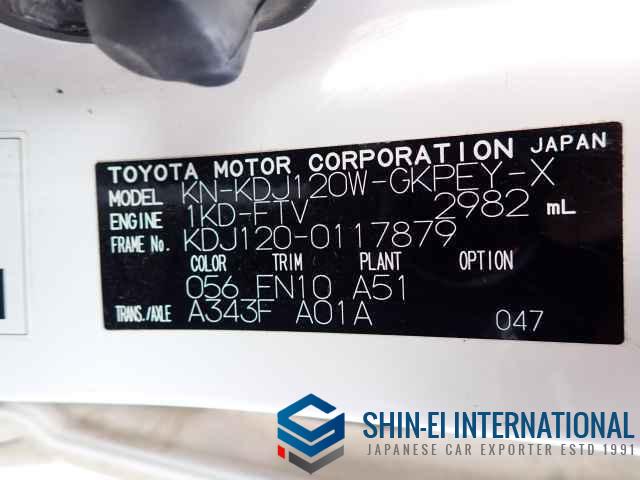 TOYOTA MOTOR CORPORATION JAPAN
MODEL KN-KDJ120W-GKPEY-X
ENGINE 1KD-FTV 2982 mL
FRAME No. KDJ120-0117879
COLOR TRIM PLANT OPTION
056 FN10 A51
TRANS./AXLE A343F A01A 047
SHIN-EI INTERNATIONAL
JAPANESE CAR EXPORTER ESTD 1991